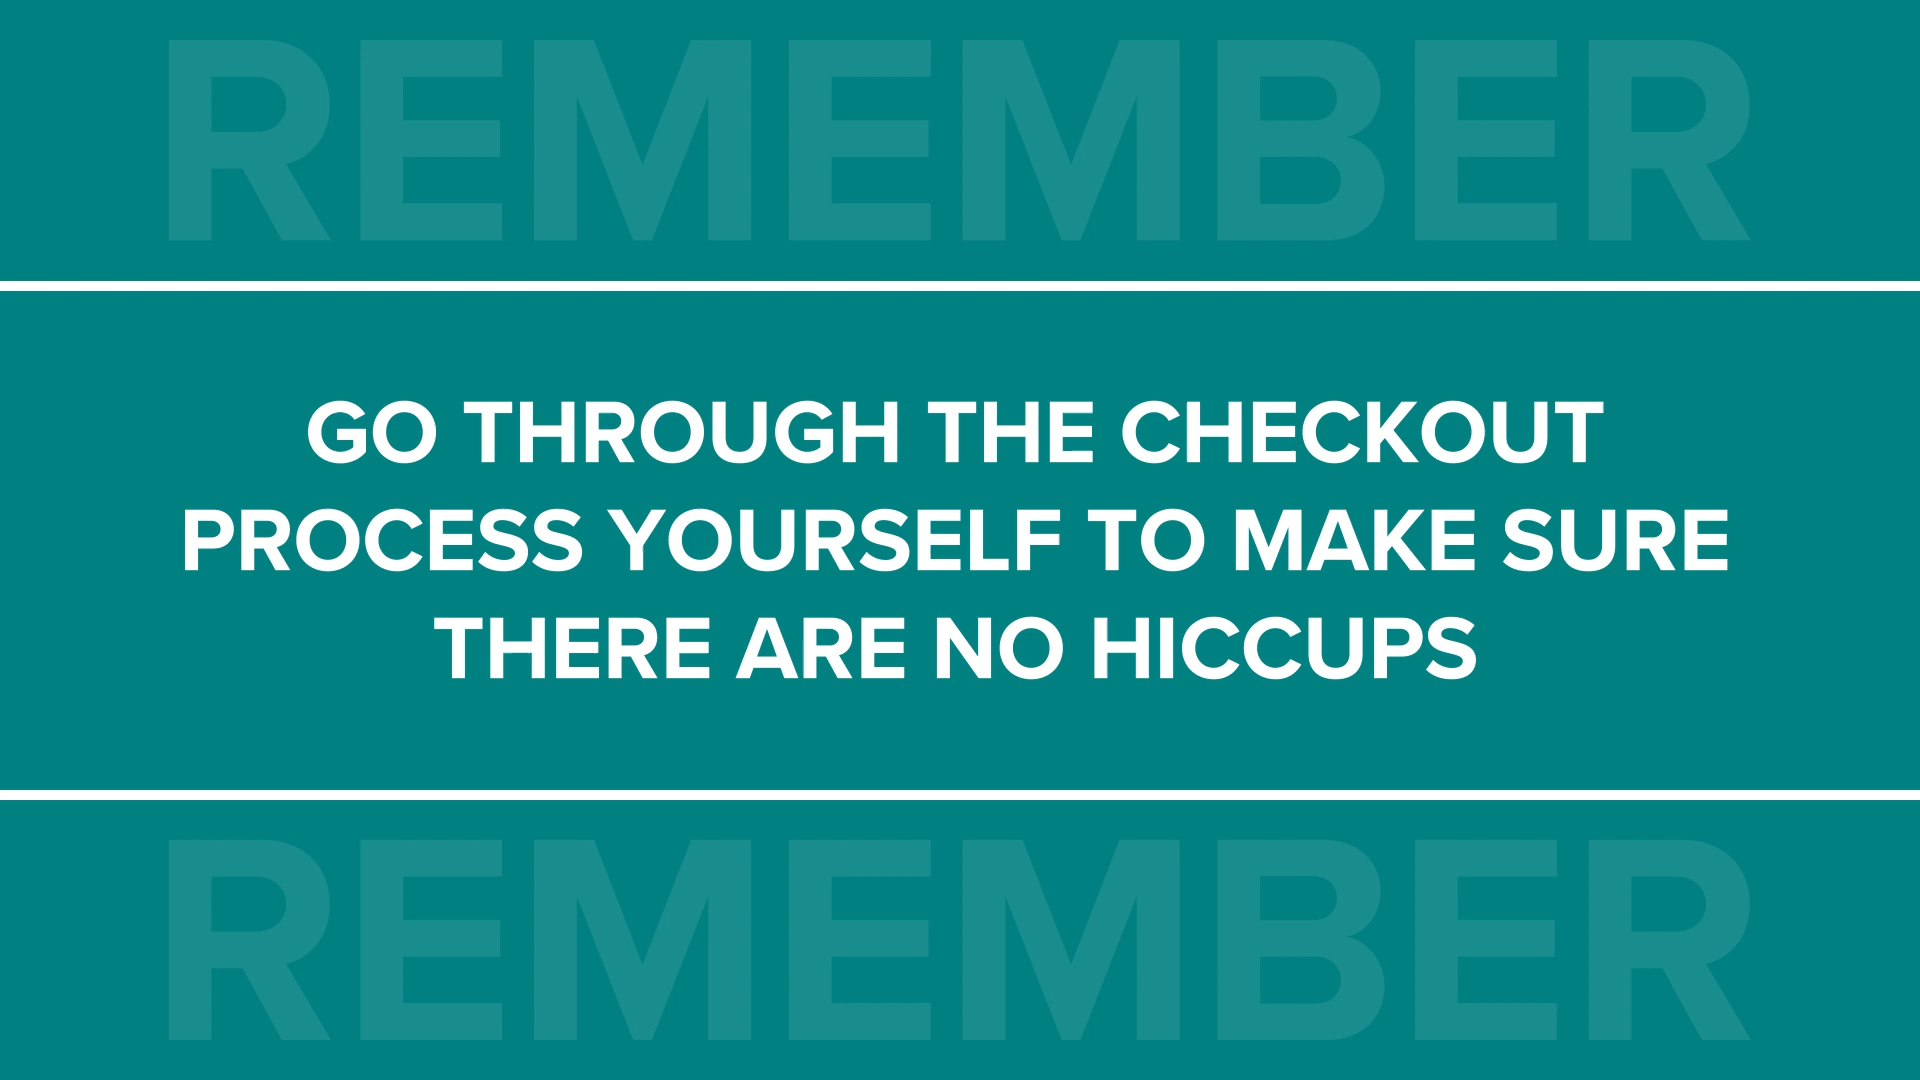 REMEMBER
GO THROUGH THE CHECKOUT
PROCESS YOURSELF TO MAKE SURE
THERE ARE NO HICCUPS
REMEMBER